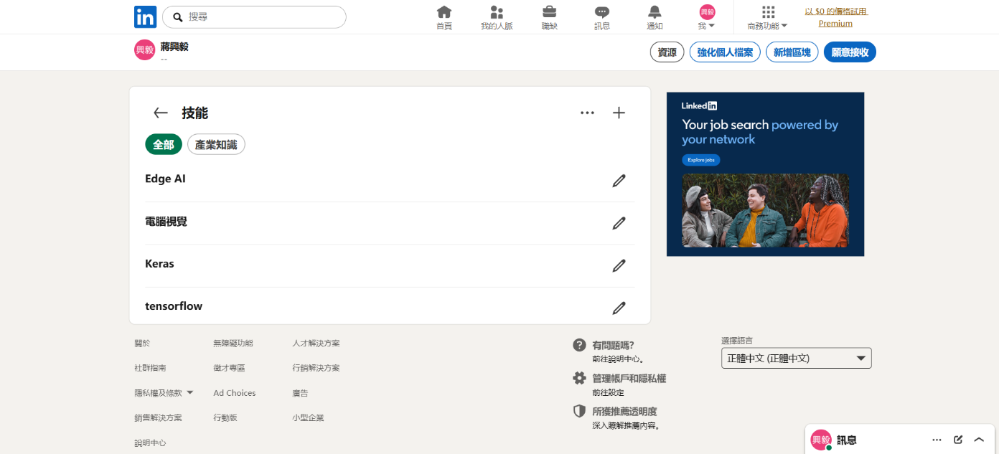 in
搜尋
首頁
我的人脈
職缺
訊息
通知
興毅
我
商務功能
以 $0 的價格試用
Premium
興毅
蔣興毅
--
資源
強化個人檔案
新增區塊
願意接收
技能
全部
產業知識
Edge AI
電腦視覺
Keras
tensorflow
Linked in
Your job search powered by
your network
Explore jobs
關於
無障礙功能
人才解決方案
社群指南
徵才專區
行銷解決方案
隱私權及條款
Ad Choices
廣告
銷售解決方案
行動版
小型企業
說明中心
有問題嗎?
前往說明中心。
管理帳戶和隱私權
前往設定
所獲推薦透明度
深入瞭解推薦內容。
選擇語言
正體中文 (正體中文)
興毅
訊息